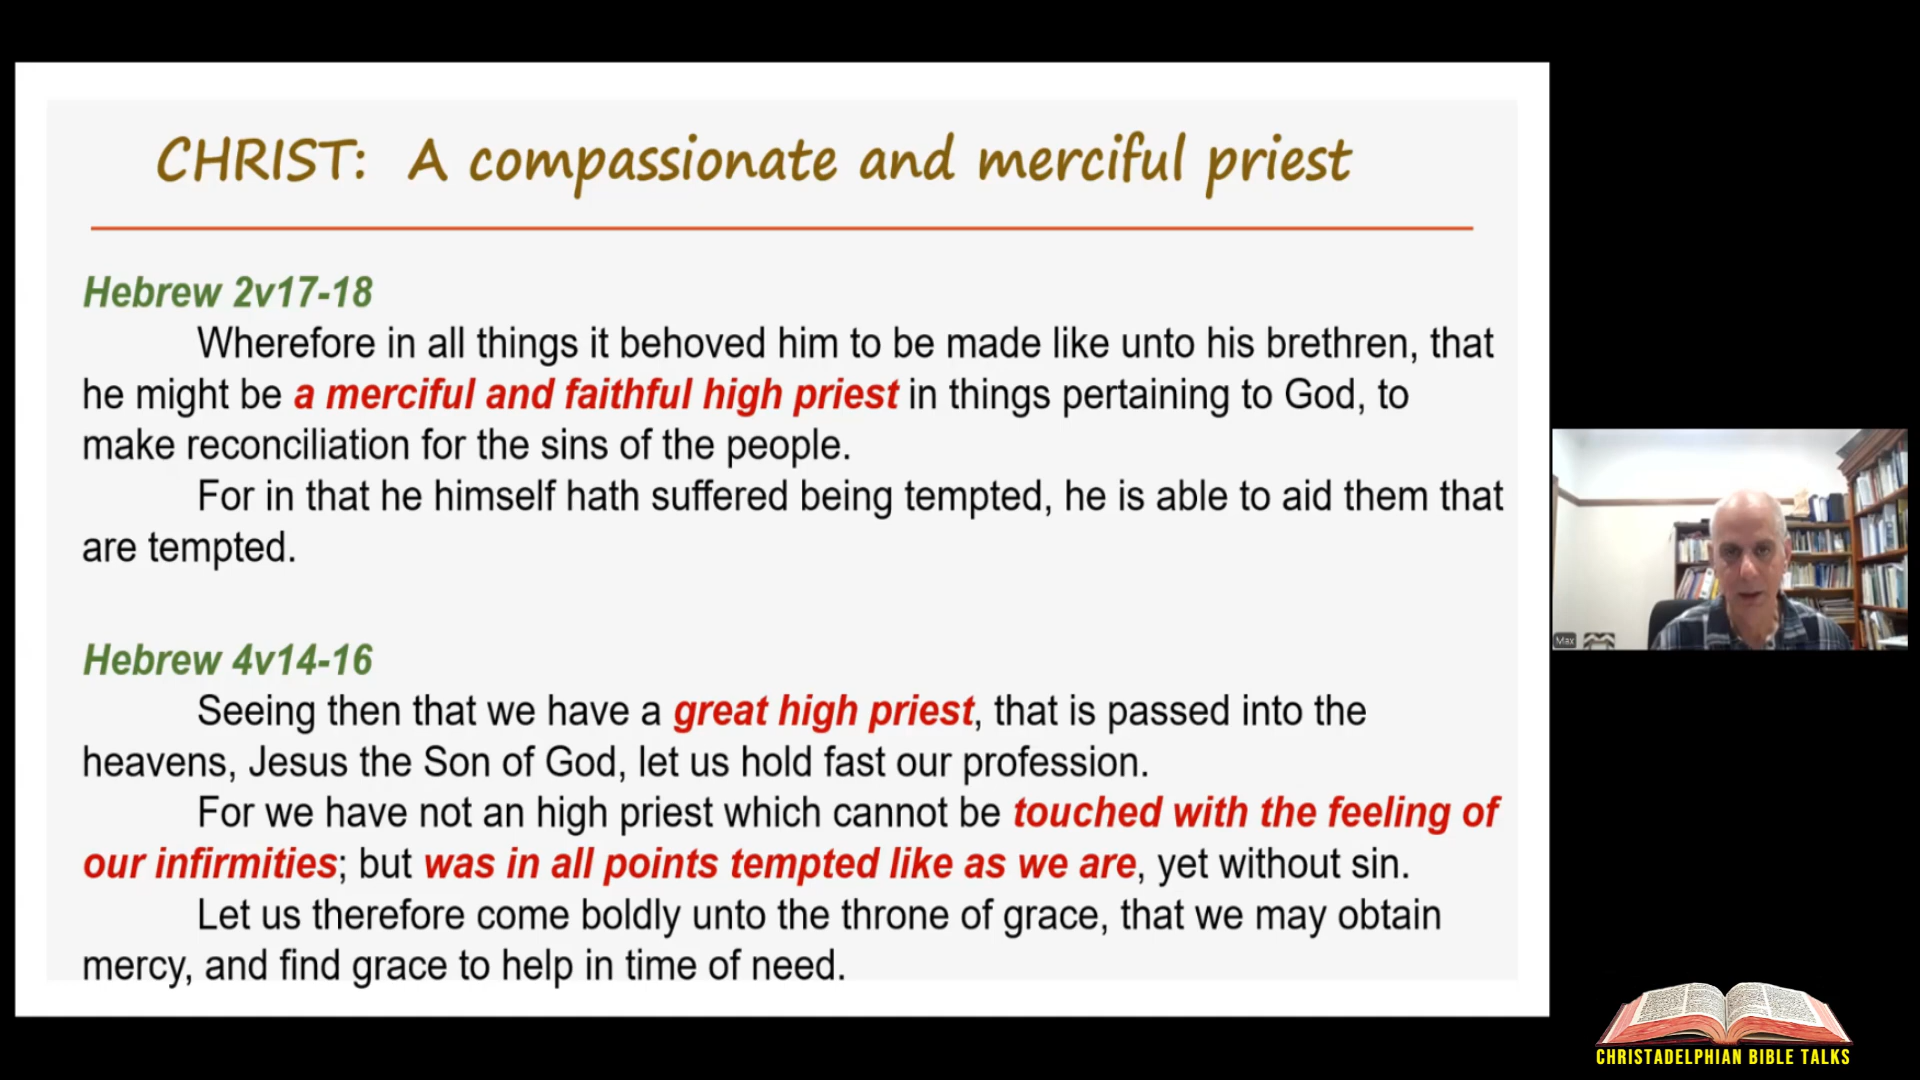 CHRIST: A compassionate and merciful priest
Hebrew 2v17-18
Wherefore in all things it behoved him to be made like unto his brethren, that
he might be a merciful and faithful high priest in things pertaining to God, to
make reconciliation for the sins of the people.
For in that he himself hath suffered being tempted, he is able to aid them that
are tempted.
Hebrew 4v14-16
Seeing then that we have a great high priest, that is passed into the
heavens, Jesus the Son of God, let us hold fast our profession.
For we have not an high priest which cannot be touched with the feeling of
our infirmities; but was in all points tempted like as we are, yet without sin.
Let us therefore come boldly unto the throne of grace, that we may obtain
mercy, and find grace to help in time of need.
Max
CHRISTADELPHIAN BIBLE TALKS